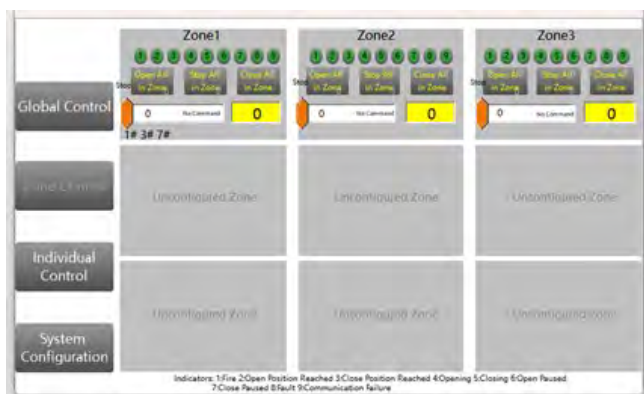 Zone1
1 2 3 4 5 6 7 8 9
Open All in Zone
Stop All in Zone
Close All in Zone
Stop
0 No Command
0
1# 3# 7#
Zone2
1 2 3 4 5 6 7 8 9
Open All in Zone
Stop All in Zone
Close All in Zone
Stop
0 No Command
0
Zone3
1 2 3 4 5 6 7 8 9
Open All in Zone
Stop All in Zone
Close All in Zone
Stop
0 No Command
0
Global Control
Zone Control
Individual
Control
System
Configuration
Unconfigured Zone
Unconfigured Zone
Unconfigured Zone
Unconfigured Zone
Unconfigured Zone
Unconfigured Zone
Indicators: 1:Fire 2:Open Position Reached 3:Close Position Reached 4:Opening 5:Closing 6:Open Paused
7:Close Paused 8:Fault 9:Communication Failure